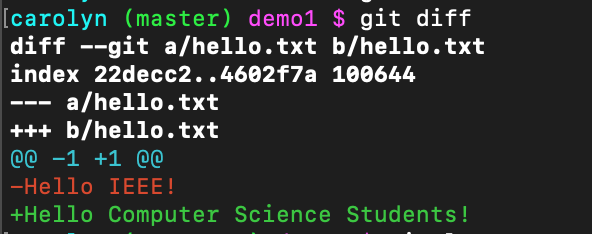 [carolyn (master) demo1 $ git diff
diff --git a/hello.txt b/hello.txt
index 22decc2..4602f7a 100644
--- a/hello.txt
+++ b/hello.txt
@@ -1 +1 @@
-Hello IEEE!
+Hello Computer Science Students!